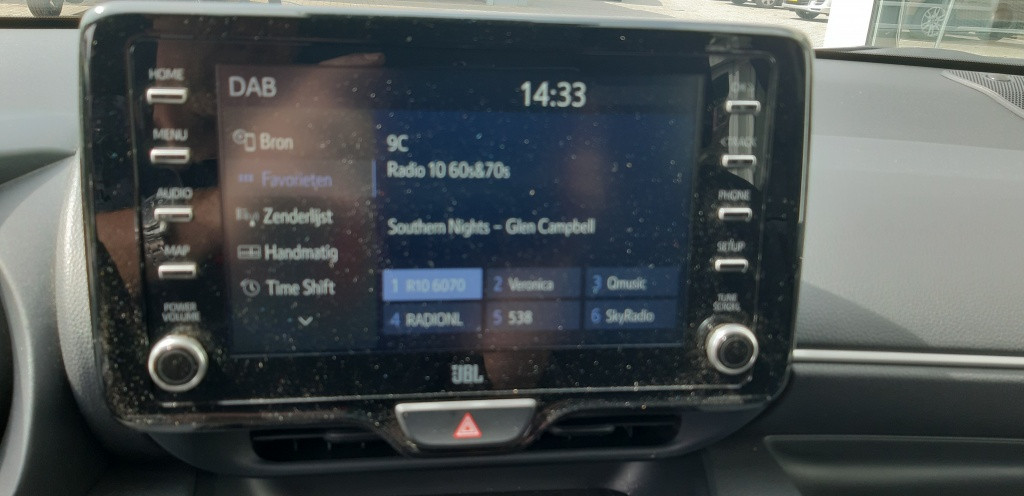 HOME
MENU
AUDIO
MAP
POWER
VOLUME
DAB
14:33
Bron
Favorieten
Zenderlijst
Handmatig
Time Shift
9C
Radio 10 60s&70s
Southern Nights - Glen Campbell
1 R10 6070
2 Veronica
3 Qmusic
4 RADIONL
5 538
6 SkyRadio
TRACK
PHONE
SETUP
TUNE
SCROLL
JBL